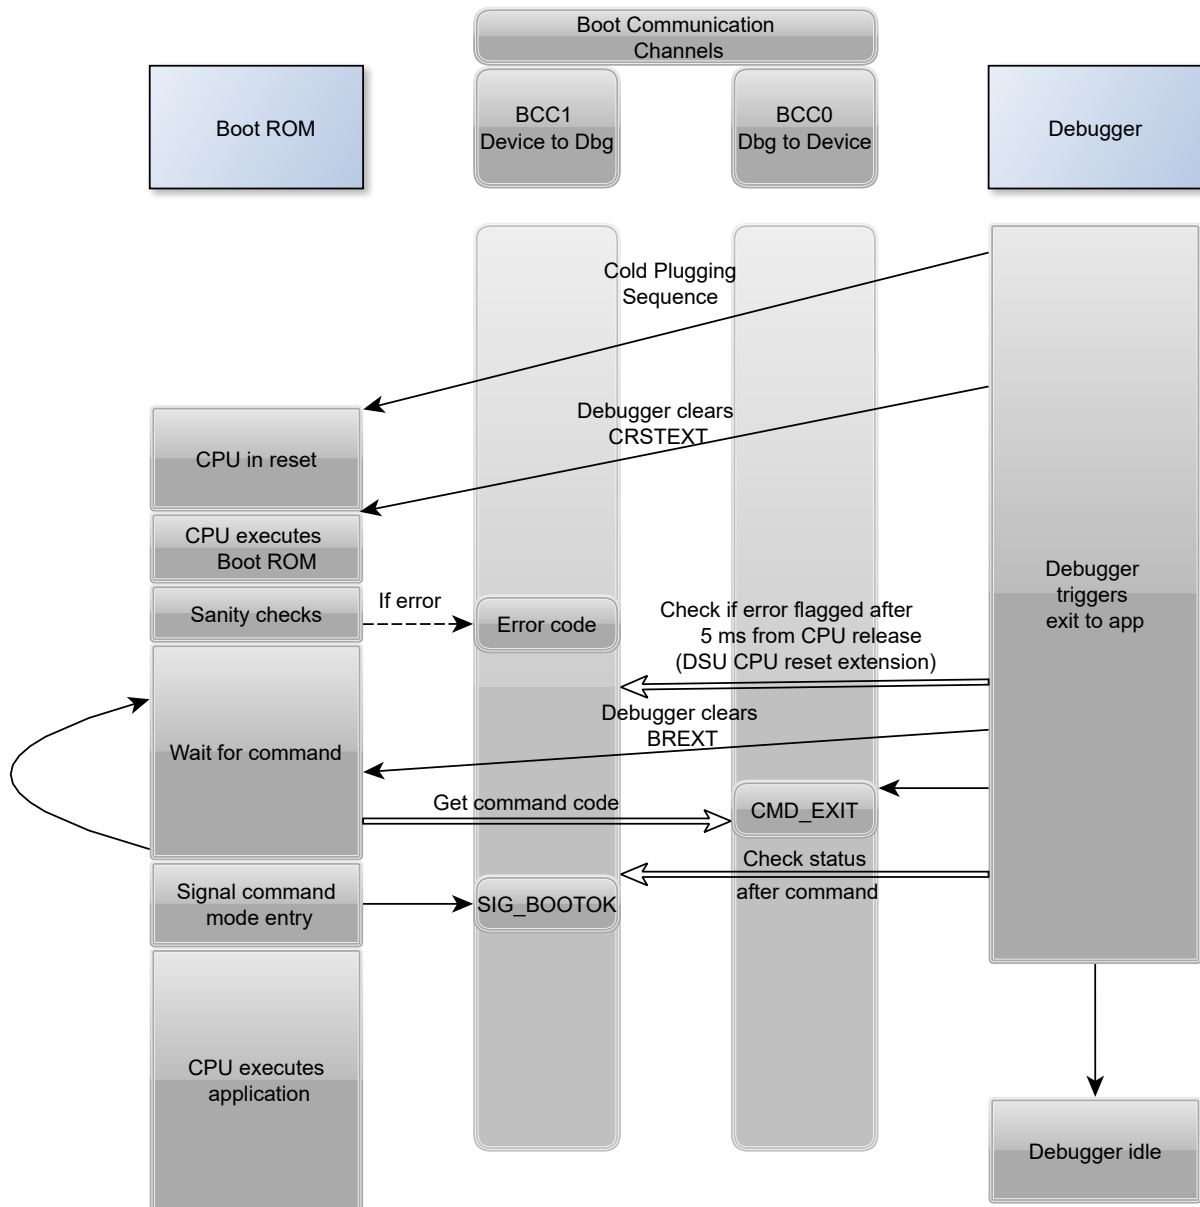 Boot Communication
Channels
Boot ROM
BCC1
Device to Dbg
BCC0
Dbg to Device
Debugger
Cold Plugging
Sequence
Debugger clears
CRSTEXT
CPU in reset
CPU executes
Boot ROM
Sanity checks
If error
Error code
Check if error flagged after
5 ms from CPU release
(DSU CPU reset extension)
Debugger
triggers
exit to app
Debugger clears
BREXT
Wait for command
Get command code
CMD_EXIT
Check status
after command
Signal command
mode entry
SIG_BOOTOK
CPU executes
application
Debugger idle